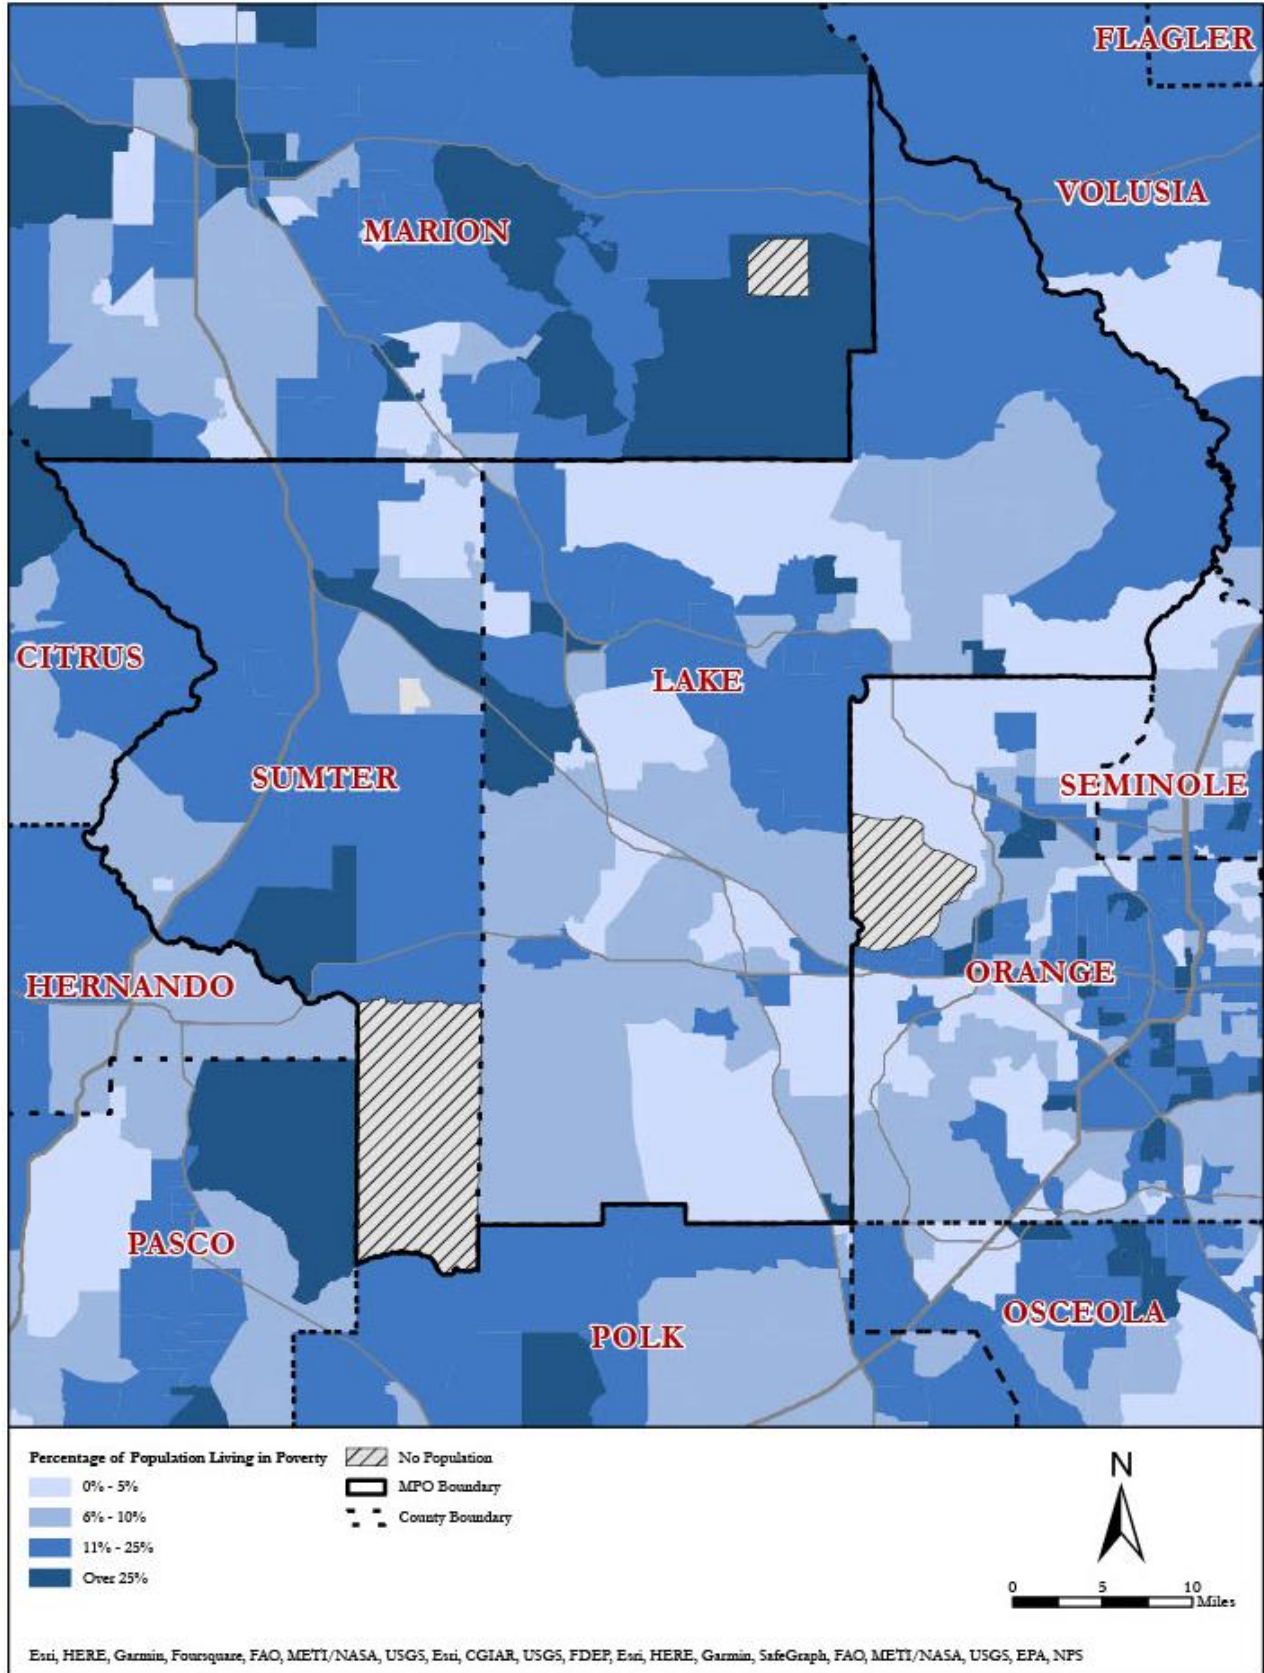 FLAGLER
VOLUSIA
MARION
CITRUS
LAKE
SUMTER
SEMINOLE
HERNANDO
ORANGE
PASCO
OSCEOLA
POLK
Percentage of Population Living in Poverty
0% - 5%
6% - 10%
11% - 25%
Over 25%
No Population
MPO Boundary
County Boundary
N
0 5 10
Miles
Esri, HERE, Garmin, Foursquare, FAO, METI/NASA, USGS, Esri, CGIAR, USGS, FDEP, Esri, HERE, Garmin, SafeGraph, FAO, METI/NASA, USGS, EPA, NPS